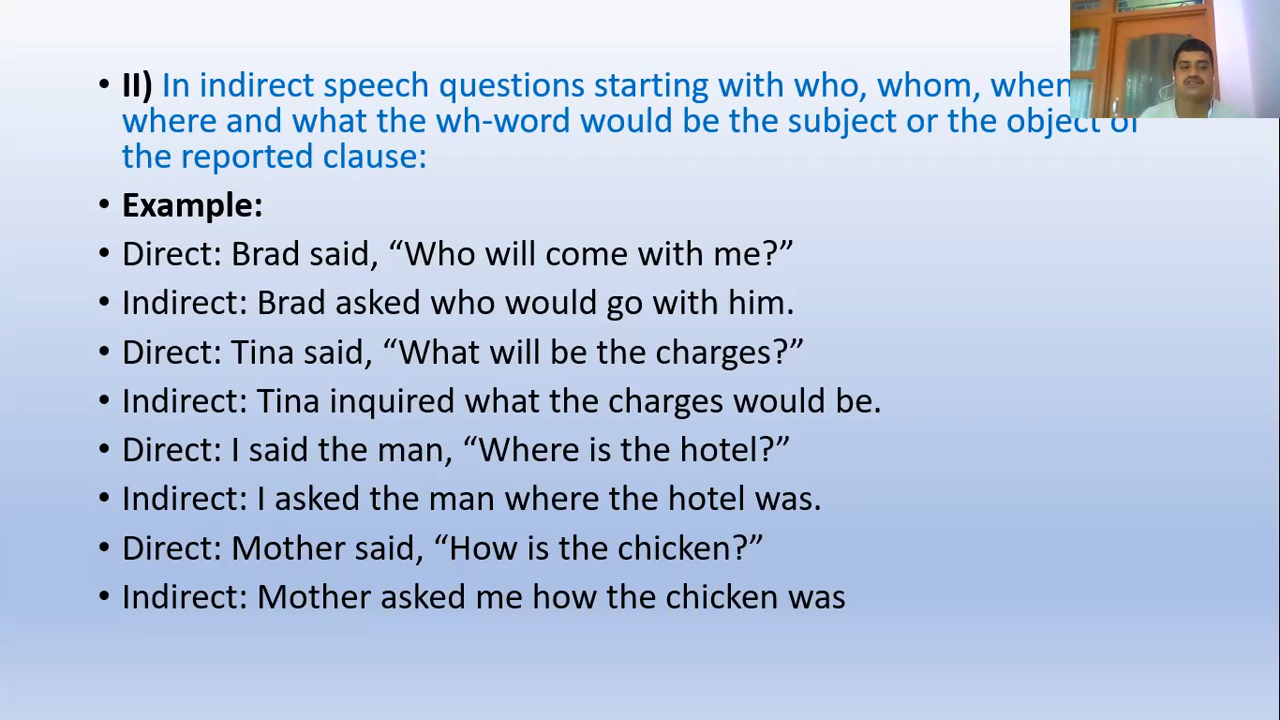 • II) In indirect speech questions starting with who, whom, when
where and what the wh-word would be the subject or the object of
the reported clause:
• Example:
• Direct: Brad said, “Who will come with me?”
• Indirect: Brad asked who would go with him.
• Direct: Tina said, “What will be the charges?”
• Indirect: Tina inquired what the charges would be.
• Direct: I said the man, “Where is the hotel?”
• Indirect: I asked the man where the hotel was.
• Direct: Mother said, “How is the chicken?”
• Indirect: Mother asked me how the chicken was